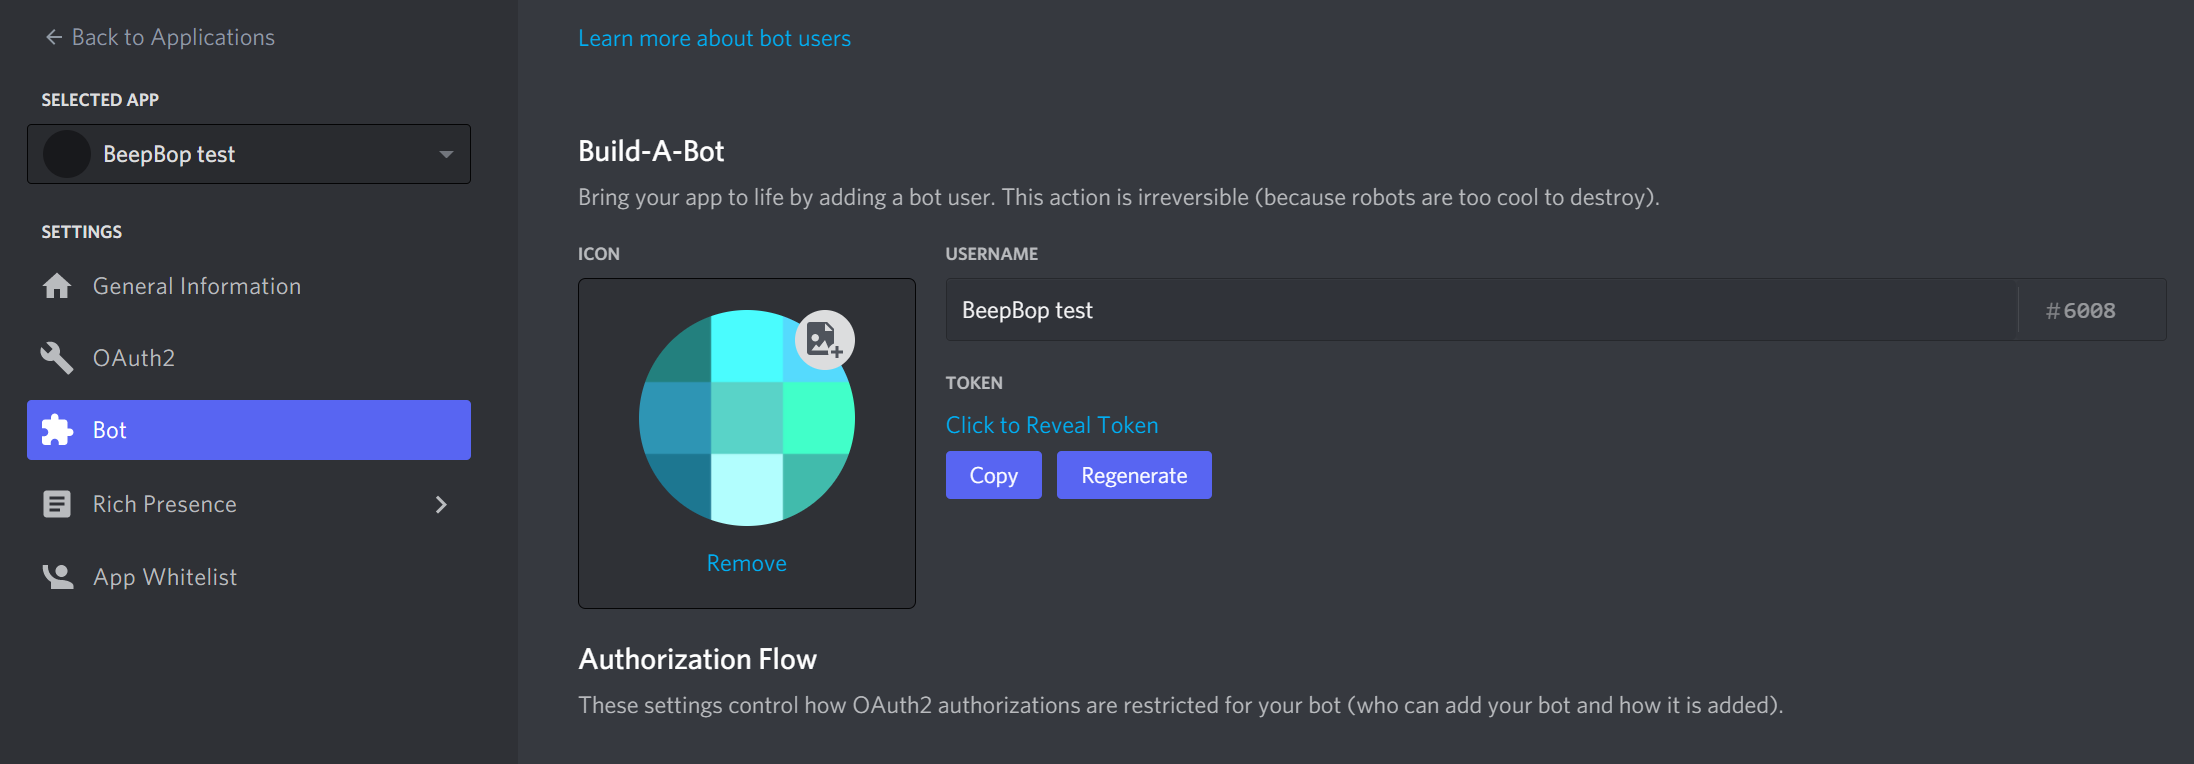 Back to Applications
SELECTED APP
BeepBop test
SETTINGS
General Information
OAuth2
Bot
Rich Presence
App Whitelist
Learn more about bot users
Build-A-Bot
Bring your app to life by adding a bot user. This action is irreversible (because robots are too cool to destroy).
ICON
Remove
USERNAME
BeepBop test #6008
TOKEN
Click to Reveal Token
Copy Regenerate
Authorization Flow
These settings control how OAuth2 authorizations are restricted for your bot (who can add your bot and how it is added).